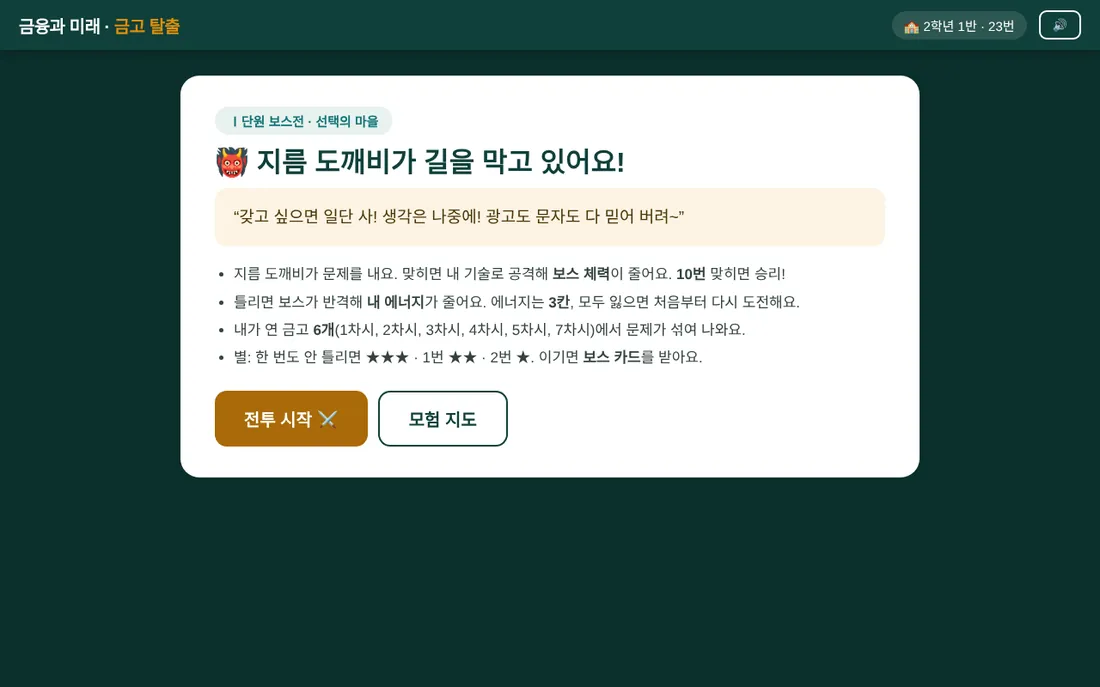 금융과 미래 · 금고 탈출
2학년 1반 · 23번
Ⅰ 단원 보스전 · 선택의 마을
지름 도깨비가 길을 막고 있어요!
“갖고 싶으면 일단 사! 생각은 나중에! 광고도 문자도 다 믿어 버려~”
• 지름 도깨비가 문제를 내요. 맞히면 내 기술로 공격해 보스 체력이 줄어요. 10번 맞히면 승리!
• 틀리면 보스가 반격해 내 에너지가 줄어요. 에너지는 3칸, 모두 잃으면 처음부터 다시 도전해요.
• 내가 연 금고 6개(1차시, 2차시, 3차시, 4차시, 5차시, 7차시)에서 문제가 섞여 나와요.
• 별: 한 번도 안 틀리면 ★★★ · 1번 ★★ · 2번 ★. 이기면 보스 카드를 받아요.
전투 시작 ⚔️
모험 지도